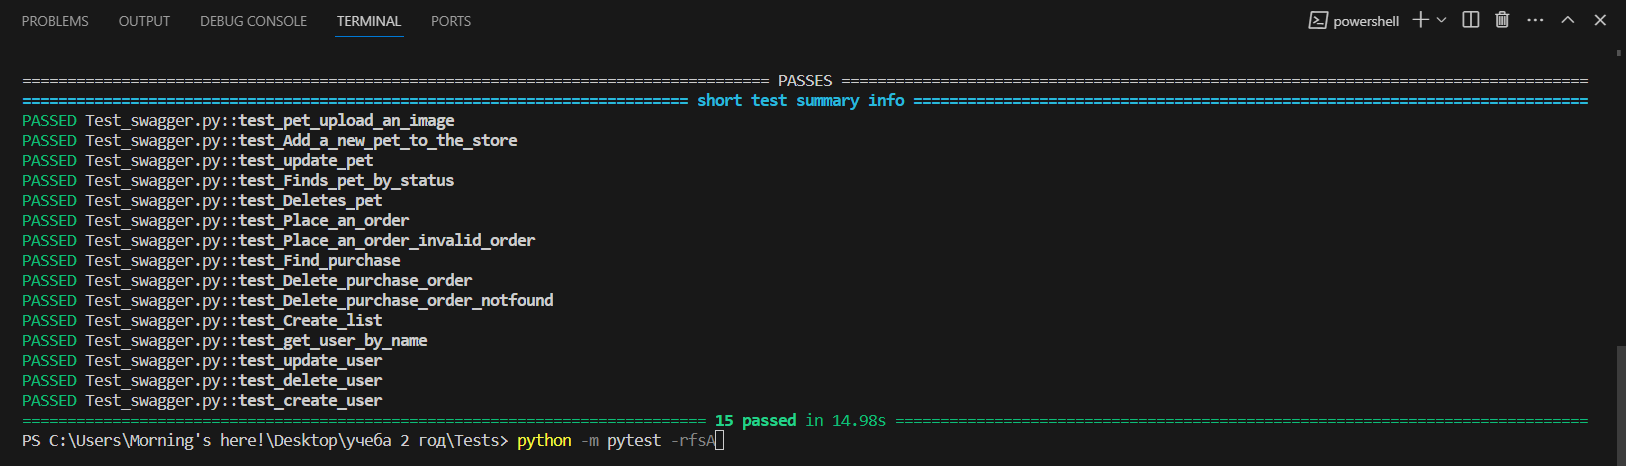 PROBLEMS OUTPUT DEBUG CONSOLE TERMINAL PORTS powershell
=================================================================================== PASSES ===================================================================================
========================================================================== short test summary info ===========================================================================
PASSED Test_swagger.py::test_pet_upload_an_image
PASSED Test_swagger.py::test_Add_a_new_pet_to_the_store
PASSED Test_swagger.py::test_update_pet
PASSED Test_swagger.py::test_Finds_pet_by_status
PASSED Test_swagger.py::test_Deletes_pet
PASSED Test_swagger.py::test_Place_an_order
PASSED Test_swagger.py::test_Place_an_order_invalid_order
PASSED Test_swagger.py::test_Find_purchase
PASSED Test_swagger.py::test_Delete_purchase_order
PASSED Test_swagger.py::test_Delete_purchase_order_notfound
PASSED Test_swagger.py::test_Create_list
PASSED Test_swagger.py::test_get_user_by_name
PASSED Test_swagger.py::test_update_user
PASSED Test_swagger.py::test_delete_user
PASSED Test_swagger.py::test_create_user
============================================================================ 15 passed in 14.98s =============================================================================
PS C:\Users\Morning's here!\Desktop\учеба 2 год\Tests> python -m pytest -rfsA